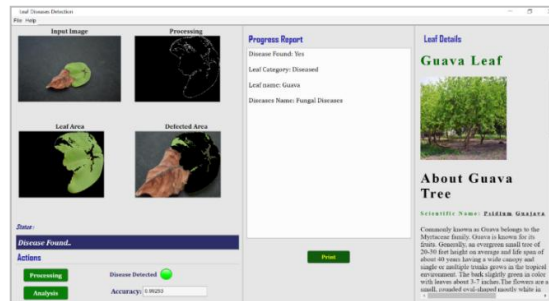 Leaf Diseases Detection
File Help
Input Image
Processing
Leaf Area
Defected Area
Status:
Disease Found..
Actions
Processing
Disease Detected
Analysis
Accuracy:
Progress Report
Disease Found: Yes
Leaf Category: Diseased
Leaf name: Guava
Diseases Name: Fungal Diseases
Print
Leaf Details
Guava Leaf
About Guava
Tree
Scientific Name: Psidium Guajava
Commonly known as Guava belongs to the
Myrtaceae family. Guava is known for its
fruits. Generally, an evergreen small tree of
20-30 feet height on average and life span of
about 40 years having a wide canopy and
single or multiple trunks grown in the tropical
environment. The bark slightly green in color
with leaves about 3-7 inches. The flowers are a
small, rounded oval-shaped mostly white in